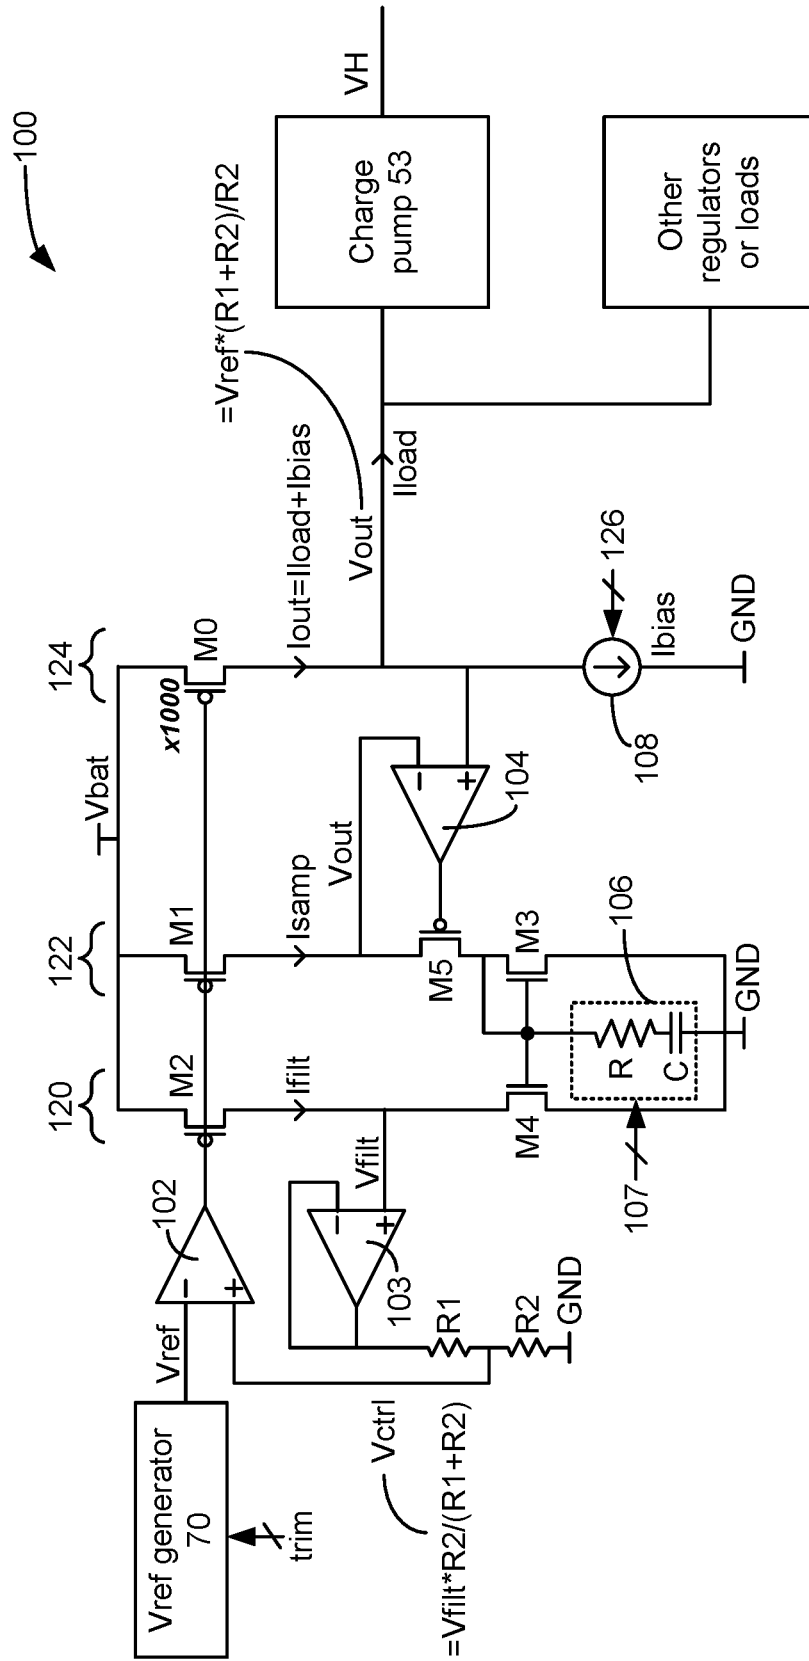 100
Vbat
120
122
124
M2
M1
x1000
M0
102
Vref generator
70
trim
Vref
−
+
Ifilt
Isamp
Iout=Iload+Ibias
=Vref*(R1+R2)/R2
Vout
Vout
Iload
Charge
pump 53
VH
Other
regulators
or loads
Vfilt
−
+
103
−
+
104
M5
R1
R2
GND
Vctrl
=Vfilt*R2/(R1+R2)
M4
M3
R
C
106
107
GND
108
126
Ibias
GND